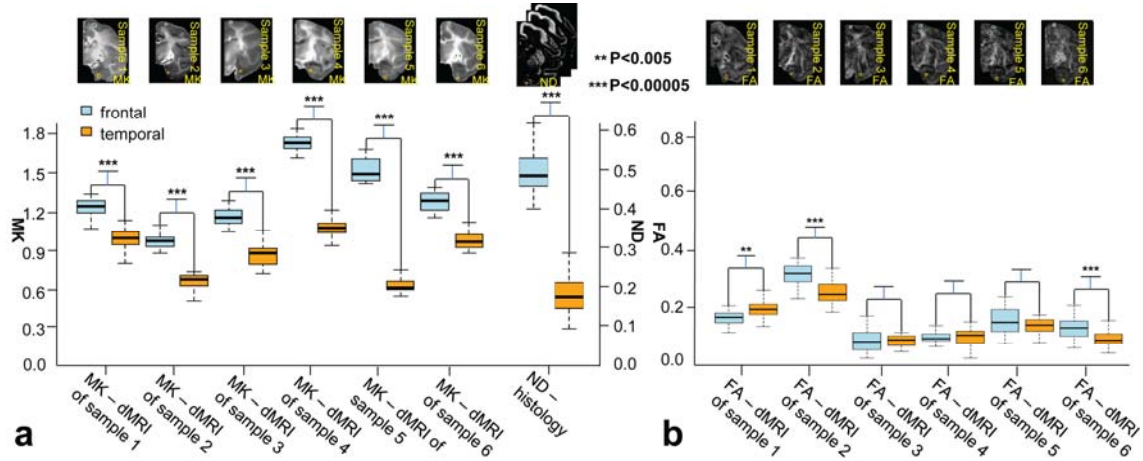 Sample 1
MK
Sample 2
MK
Sample 3
MK
Sample 4
MK
Sample 5
MK
Sample 6
MK
ND
**P<0.005
***P<0.00005
Sample 1
FA
Sample 2
FA
Sample 3
FA
Sample 4
FA
Sample 5
FA
Sample 6
FA
frontal
temporal
MK
1.8
1.5
1.2
0.9
0.6
0.3
0.0
***
***
***
***
***
***
***
0.6
0.5
0.4
0.3
0.2
0.1
0.0
ND
FA
0.8
0.6
0.4
0.2
0.0
**
***
***
MK – dMRI
of sample 1
MK – dMRI
of sample 2
MK – dMRI
of sample 3
MK – dMRI
of sample 4
MK – dMRI of
sample 5
MK – dMRI
of sample 6
ND –
histology
FA – dMRI
of sample 1
FA – dMRI
of sample 2
FA – dMRI
of sample 3
FA – dMRI
of sample 4
FA – dMRI
of sample 5
FA – dMRI
of sample 6
a
b